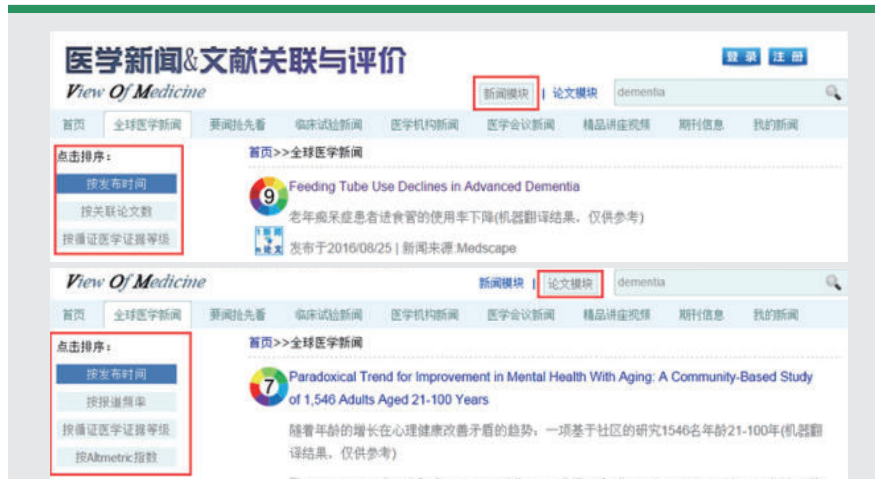 医学新闻&文献关联与评价
登录 注册
View Of Medicine
新闻模块 | 论文模块 dementia
首页 全球医学新闻 要闻抢先看 临床试验新闻 医学机构新闻 医学会议新闻 精品讲座视频 期刊信息 我的新闻
点击排序：
按发布时间
按关联论文数
按循证医学证据等级
首页>>全球医学新闻
9
Feeding Tube Use Declines in Advanced Dementia
老年痴呆症患者进食管的使用率下降(机器翻译结果，仅供参考)
发布于2016/08/25 | 新闻来源:Medscape
View Of Medicine
新闻模块 | 论文模块 dementia
首页 全球医学新闻 要闻抢先看 临床试验新闻 医学机构新闻 医学会议新闻 精品讲座视频 期刊信息 我的新闻
点击排序：
按发布时间
按报道频率
按循证医学证据等级
按Altmetric指数
首页>>全球医学新闻
7
Paradoxical Trend for Improvement in Mental Health With Aging: A Community-Based Study
of 1,546 Adults Aged 21-100 Years
随着年龄的增长在心理健康改善矛盾的趋势：一项基于社区的研究1546名年龄21-100年(机器翻
译结果，仅供参考)